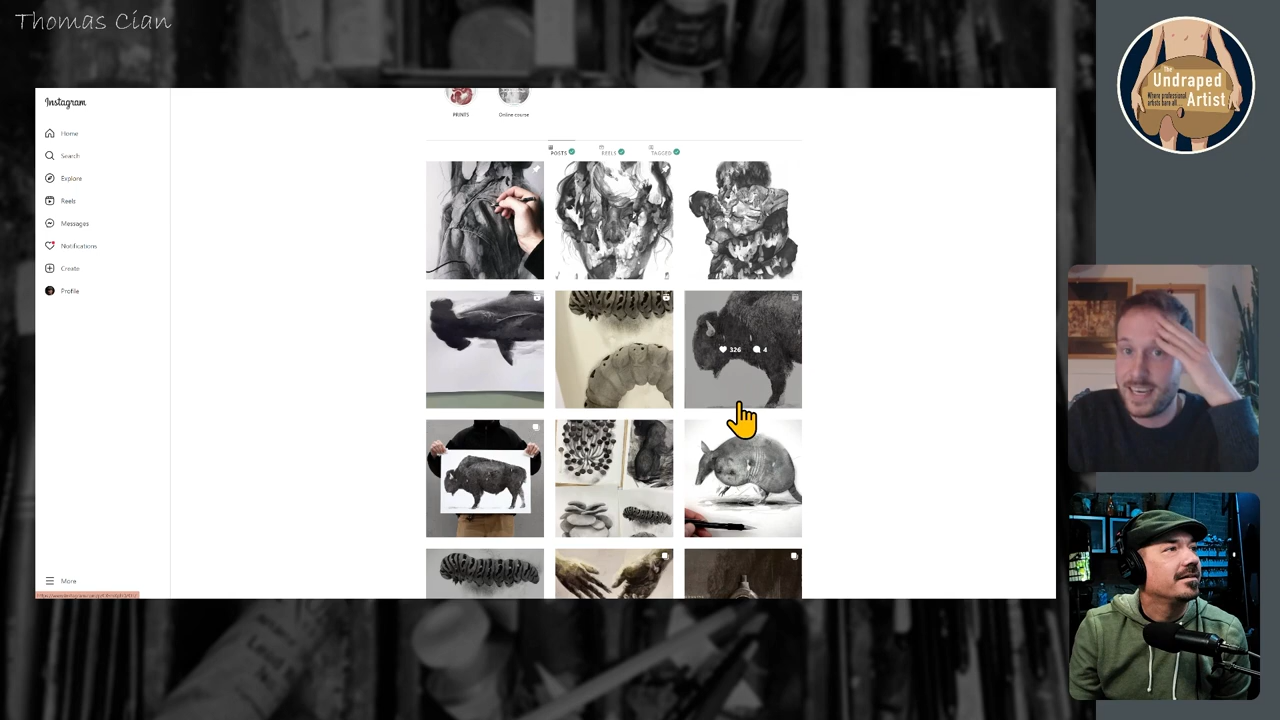 Thomas Cian
The
Undraped
Where professional
artists bare all...
Artist
Instagram
Home
Search
Explore
Reels
Messages
Notifications
Create
Profile
More
PRINTS
Online course
POSTS
REELS
TAGGED
326
4